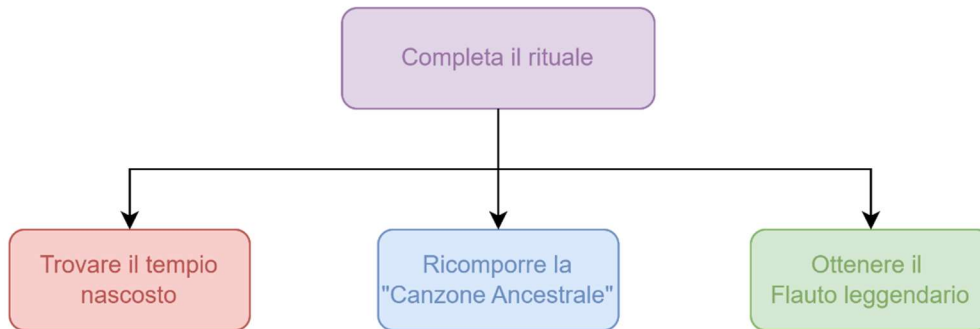 Completa il rituale
Trovare il tempio
nascosto
Ricomporre la
"Canzone Ancestrale"
Ottenere il
Flauto leggendario